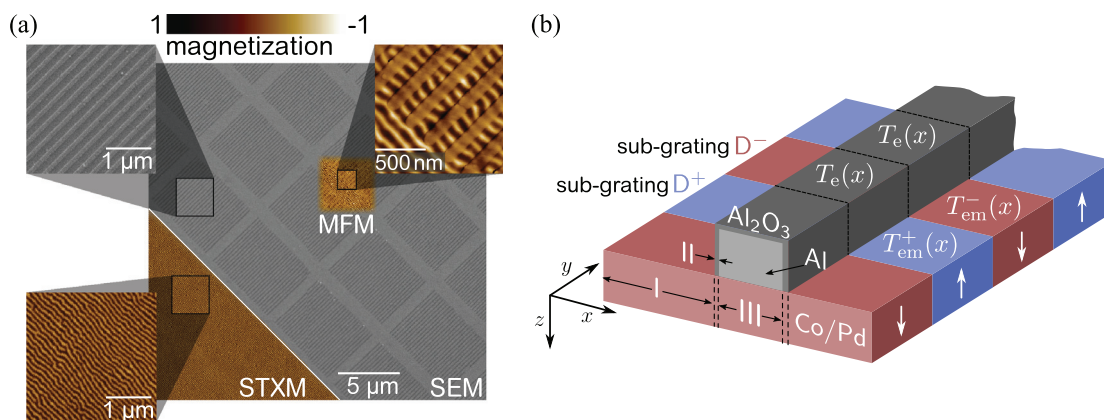 (a)
1 -1
magnetization
1 µm
500 nm
MFM
1 µm
STXM
5 µm
SEM
(b)
sub-grating D⁻
sub-grating D⁺
Tₑ(x)
Tₑ(x)
Al₂O₃
Al
T⁻ₑₘ(x)
T⁺ₑₘ(x)
II
I
III
Co/Pd
y
x
z